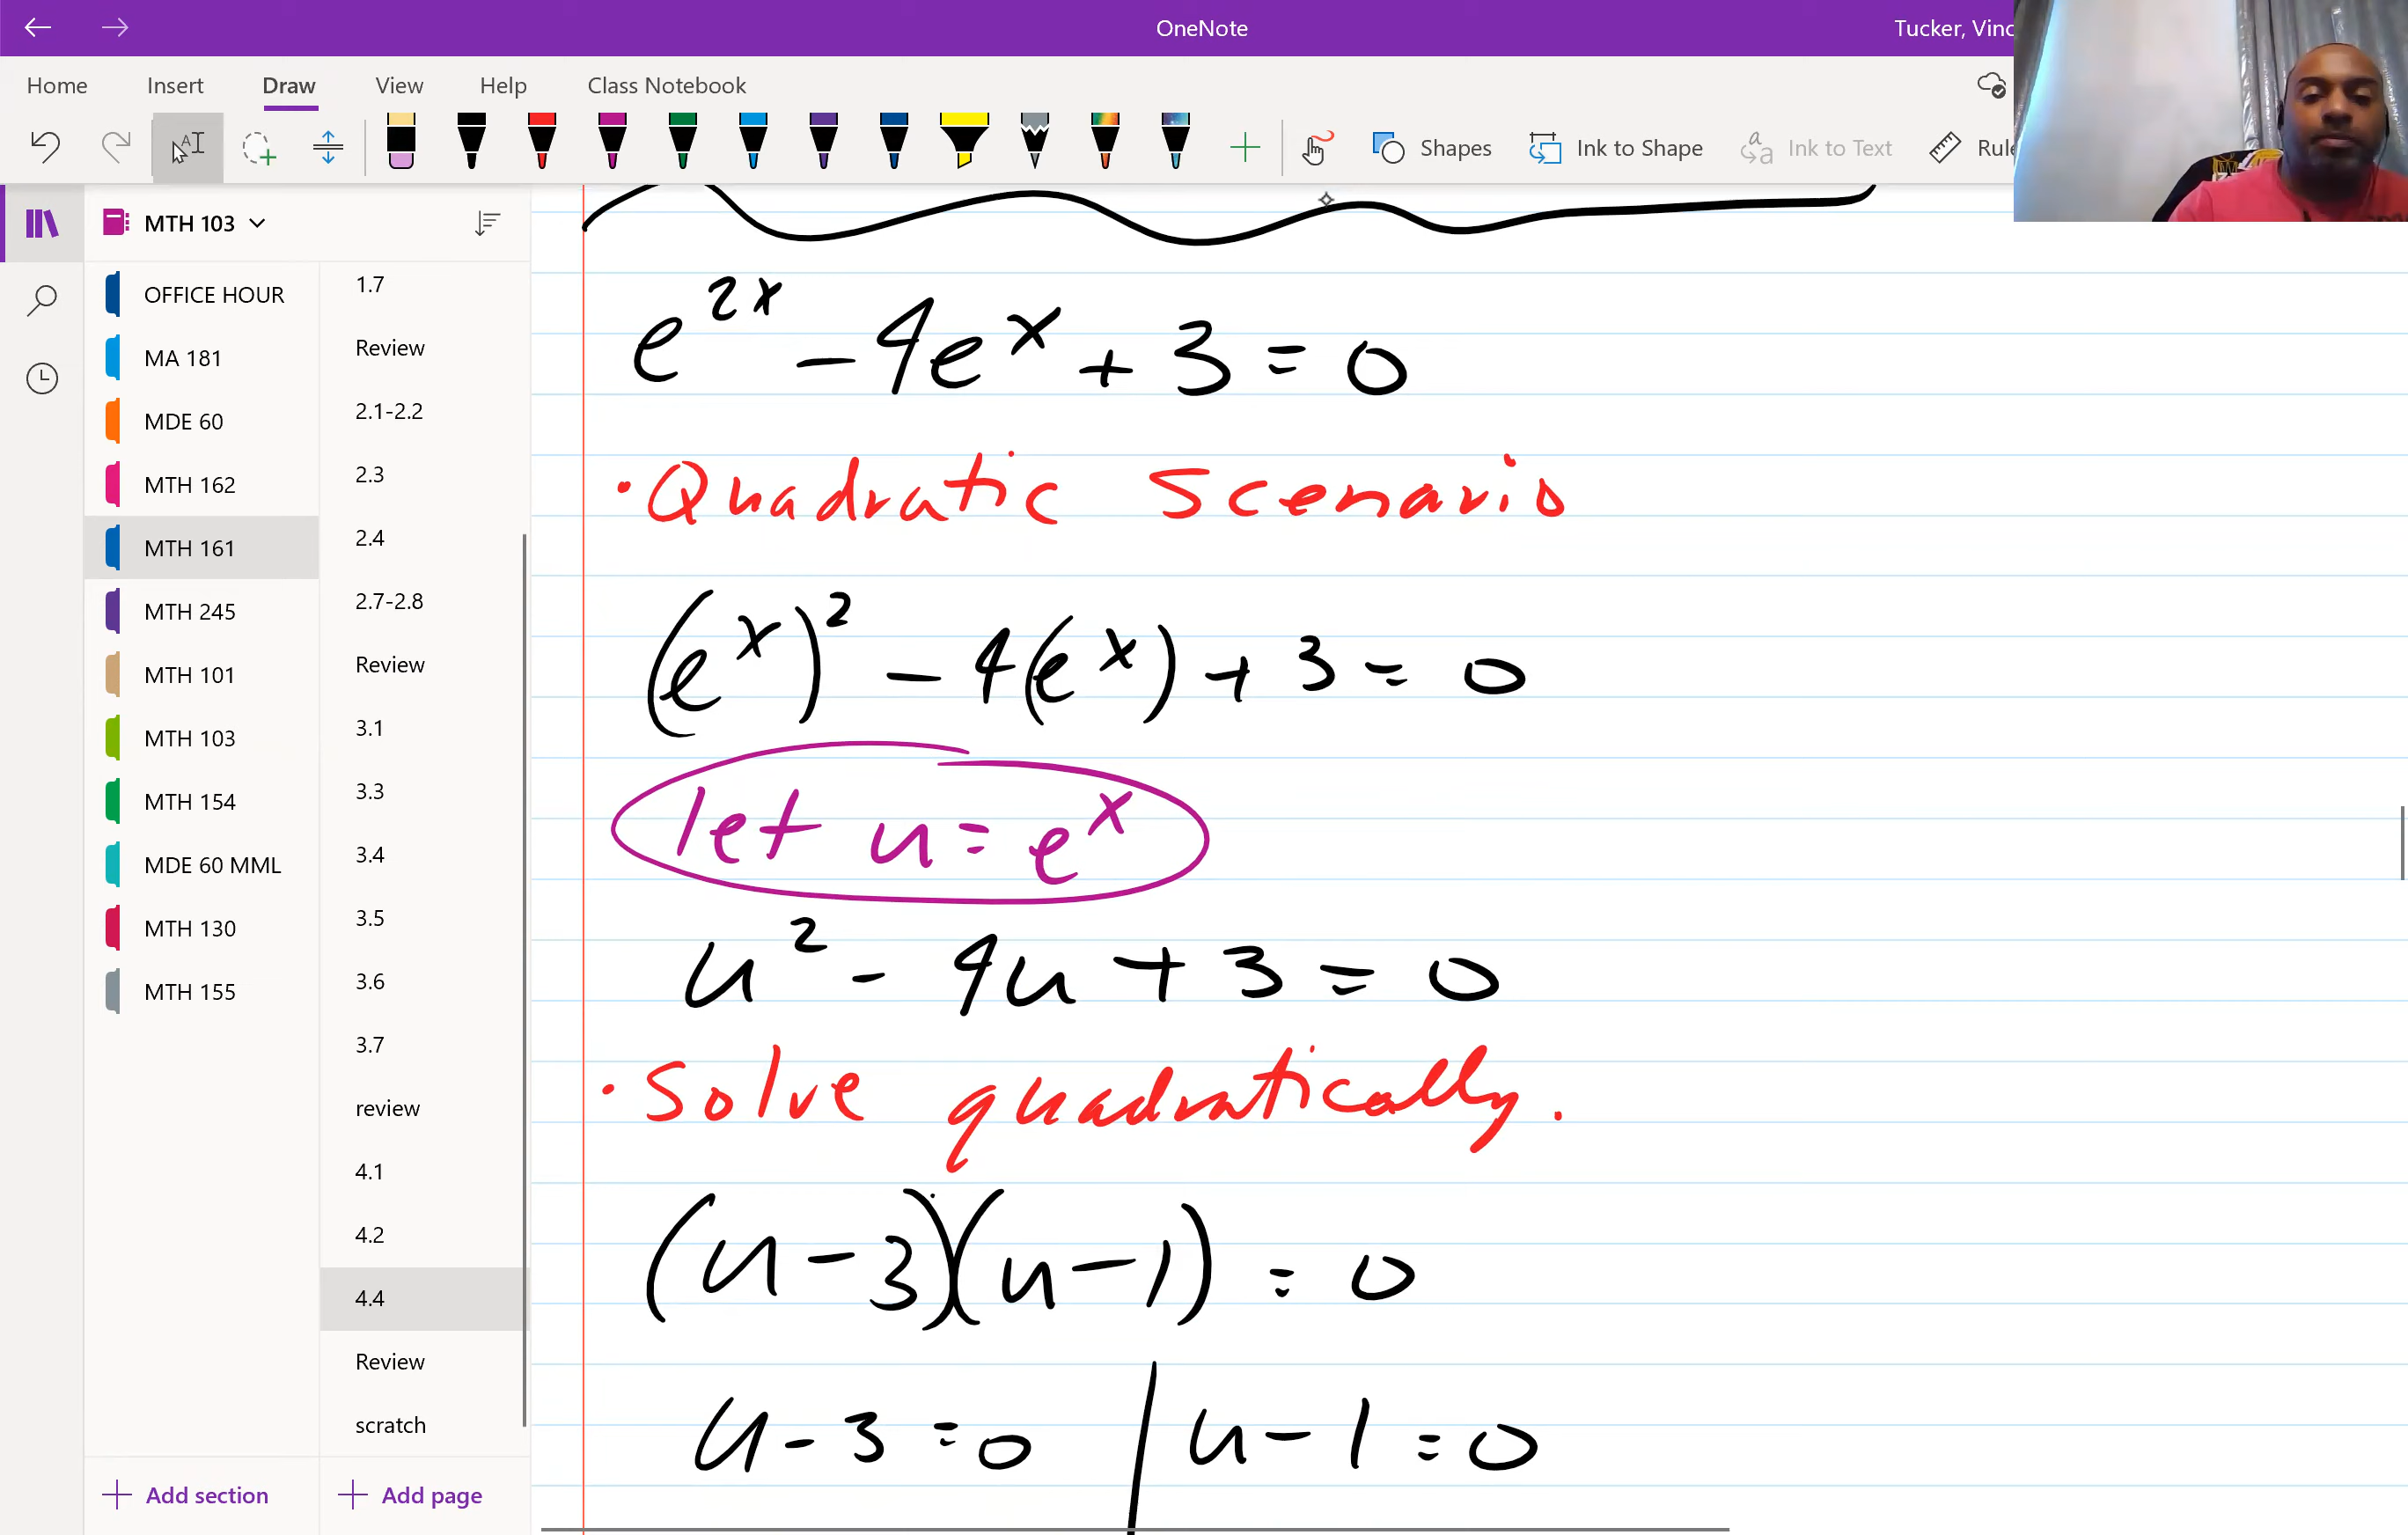 OneNote
Tucker, Vinc
Home Insert Draw View Help Class Notebook
Shapes Ink to Shape Ink to Text Rule
MTH 103
OFFICE HOUR
MA 181
MDE 60
MTH 162
MTH 161
MTH 245
MTH 101
MTH 103
MTH 154
MDE 60 MML
MTH 130
MTH 155
Add section
1.7
Review
2.1-2.2
2.3
2.4
2.7-2.8
Review
3.1
3.3
3.4
3.5
3.6
3.7
review
4.1
4.2
4.4
Review
scratch
Add page
e^{2x} - 4e^x + 3 = 0
• Quadratic Scenario
(e^x)^2 - 4(e^x) + 3 = 0
let u = e^x
u^2 - 4u + 3 = 0
• Solve quadratically.
(u - 3)(u - 1) = 0
u - 3 = 0 | u - 1 = 0